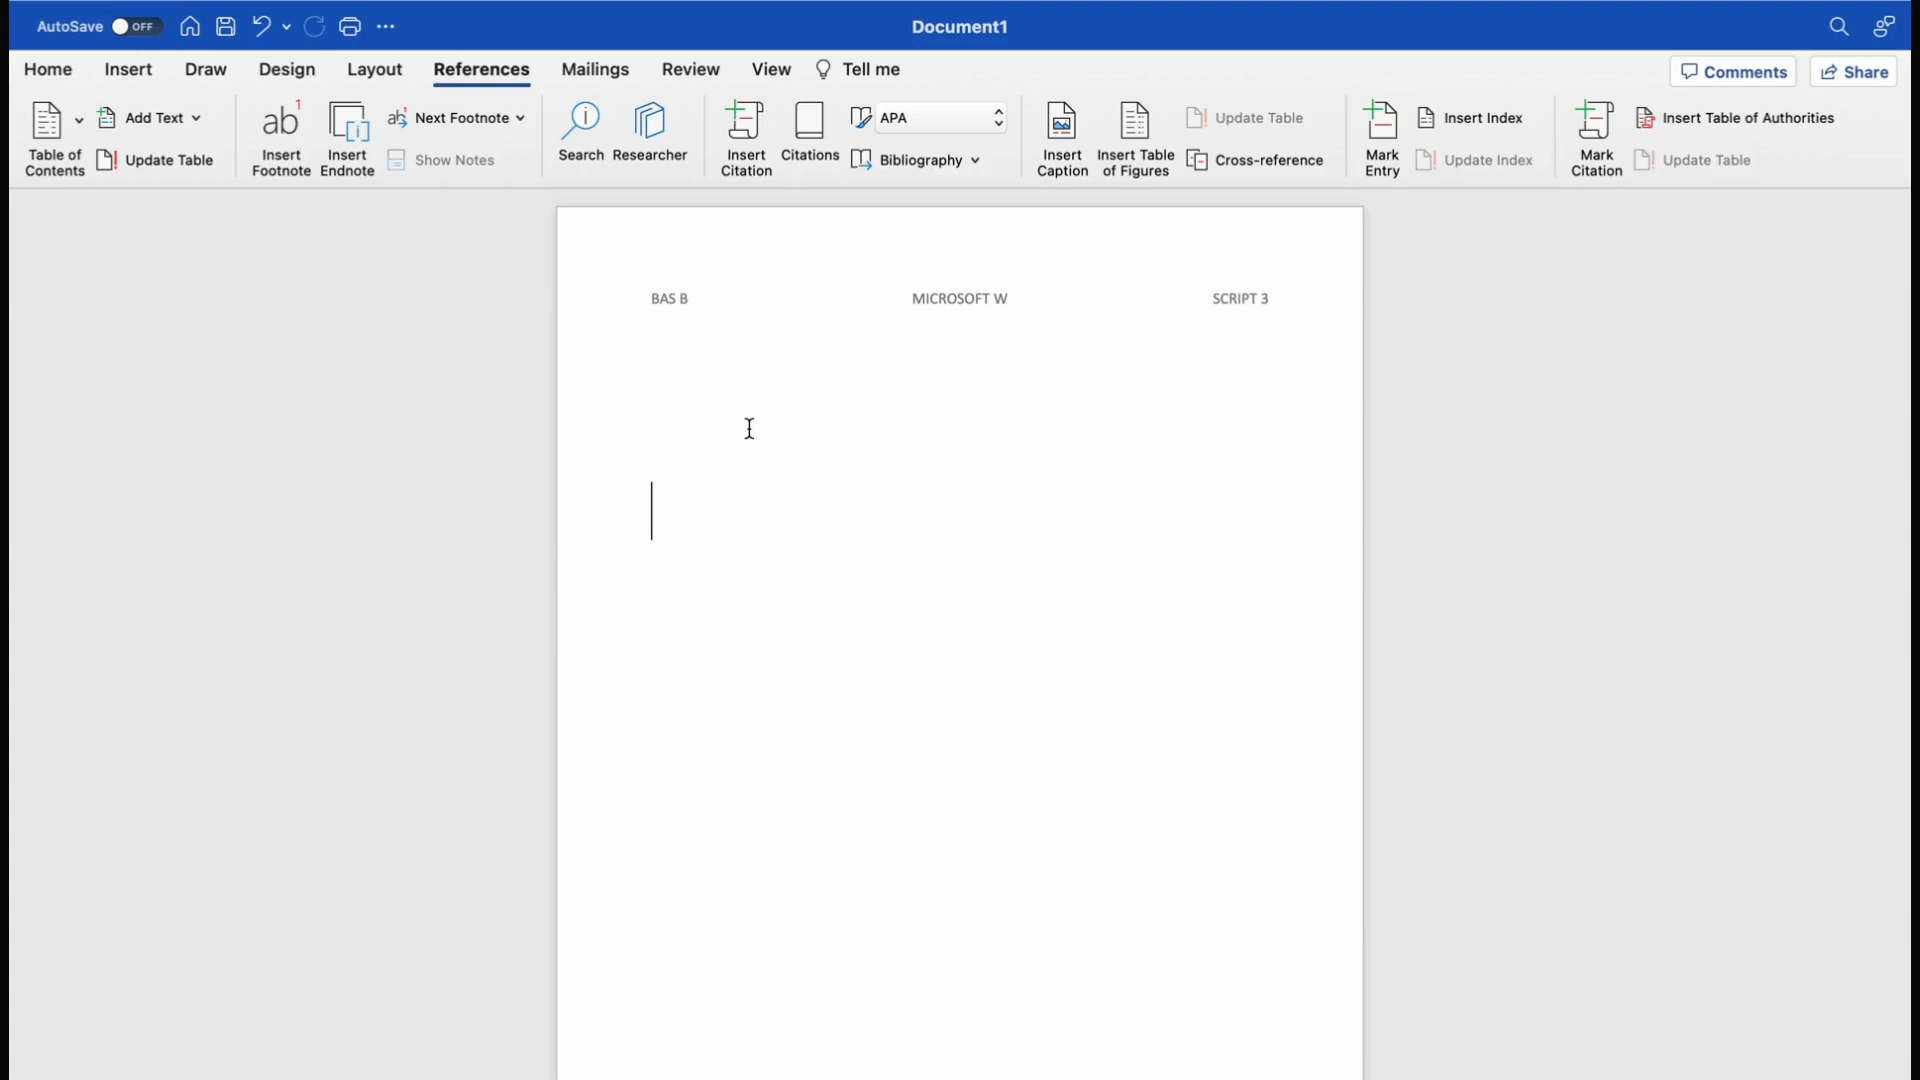 AutoSave OFF Document1
Home Insert Draw Design Layout References Mailings Review View Tell me Comments Share
Table of Contents
Add Text
Update Table
ab1
Insert Footnote
Insert Endnote
ab1 Next Footnote
Show Notes
Search
Researcher
Insert Citation
Citations
APA
Bibliography
Insert Caption
Insert Table of Figures
Update Table
Cross-reference
Mark Entry
Insert Index
Update Index
Mark Citation
Insert Table of Authorities
Update Table
BAS B MICROSOFT W SCRIPT 3